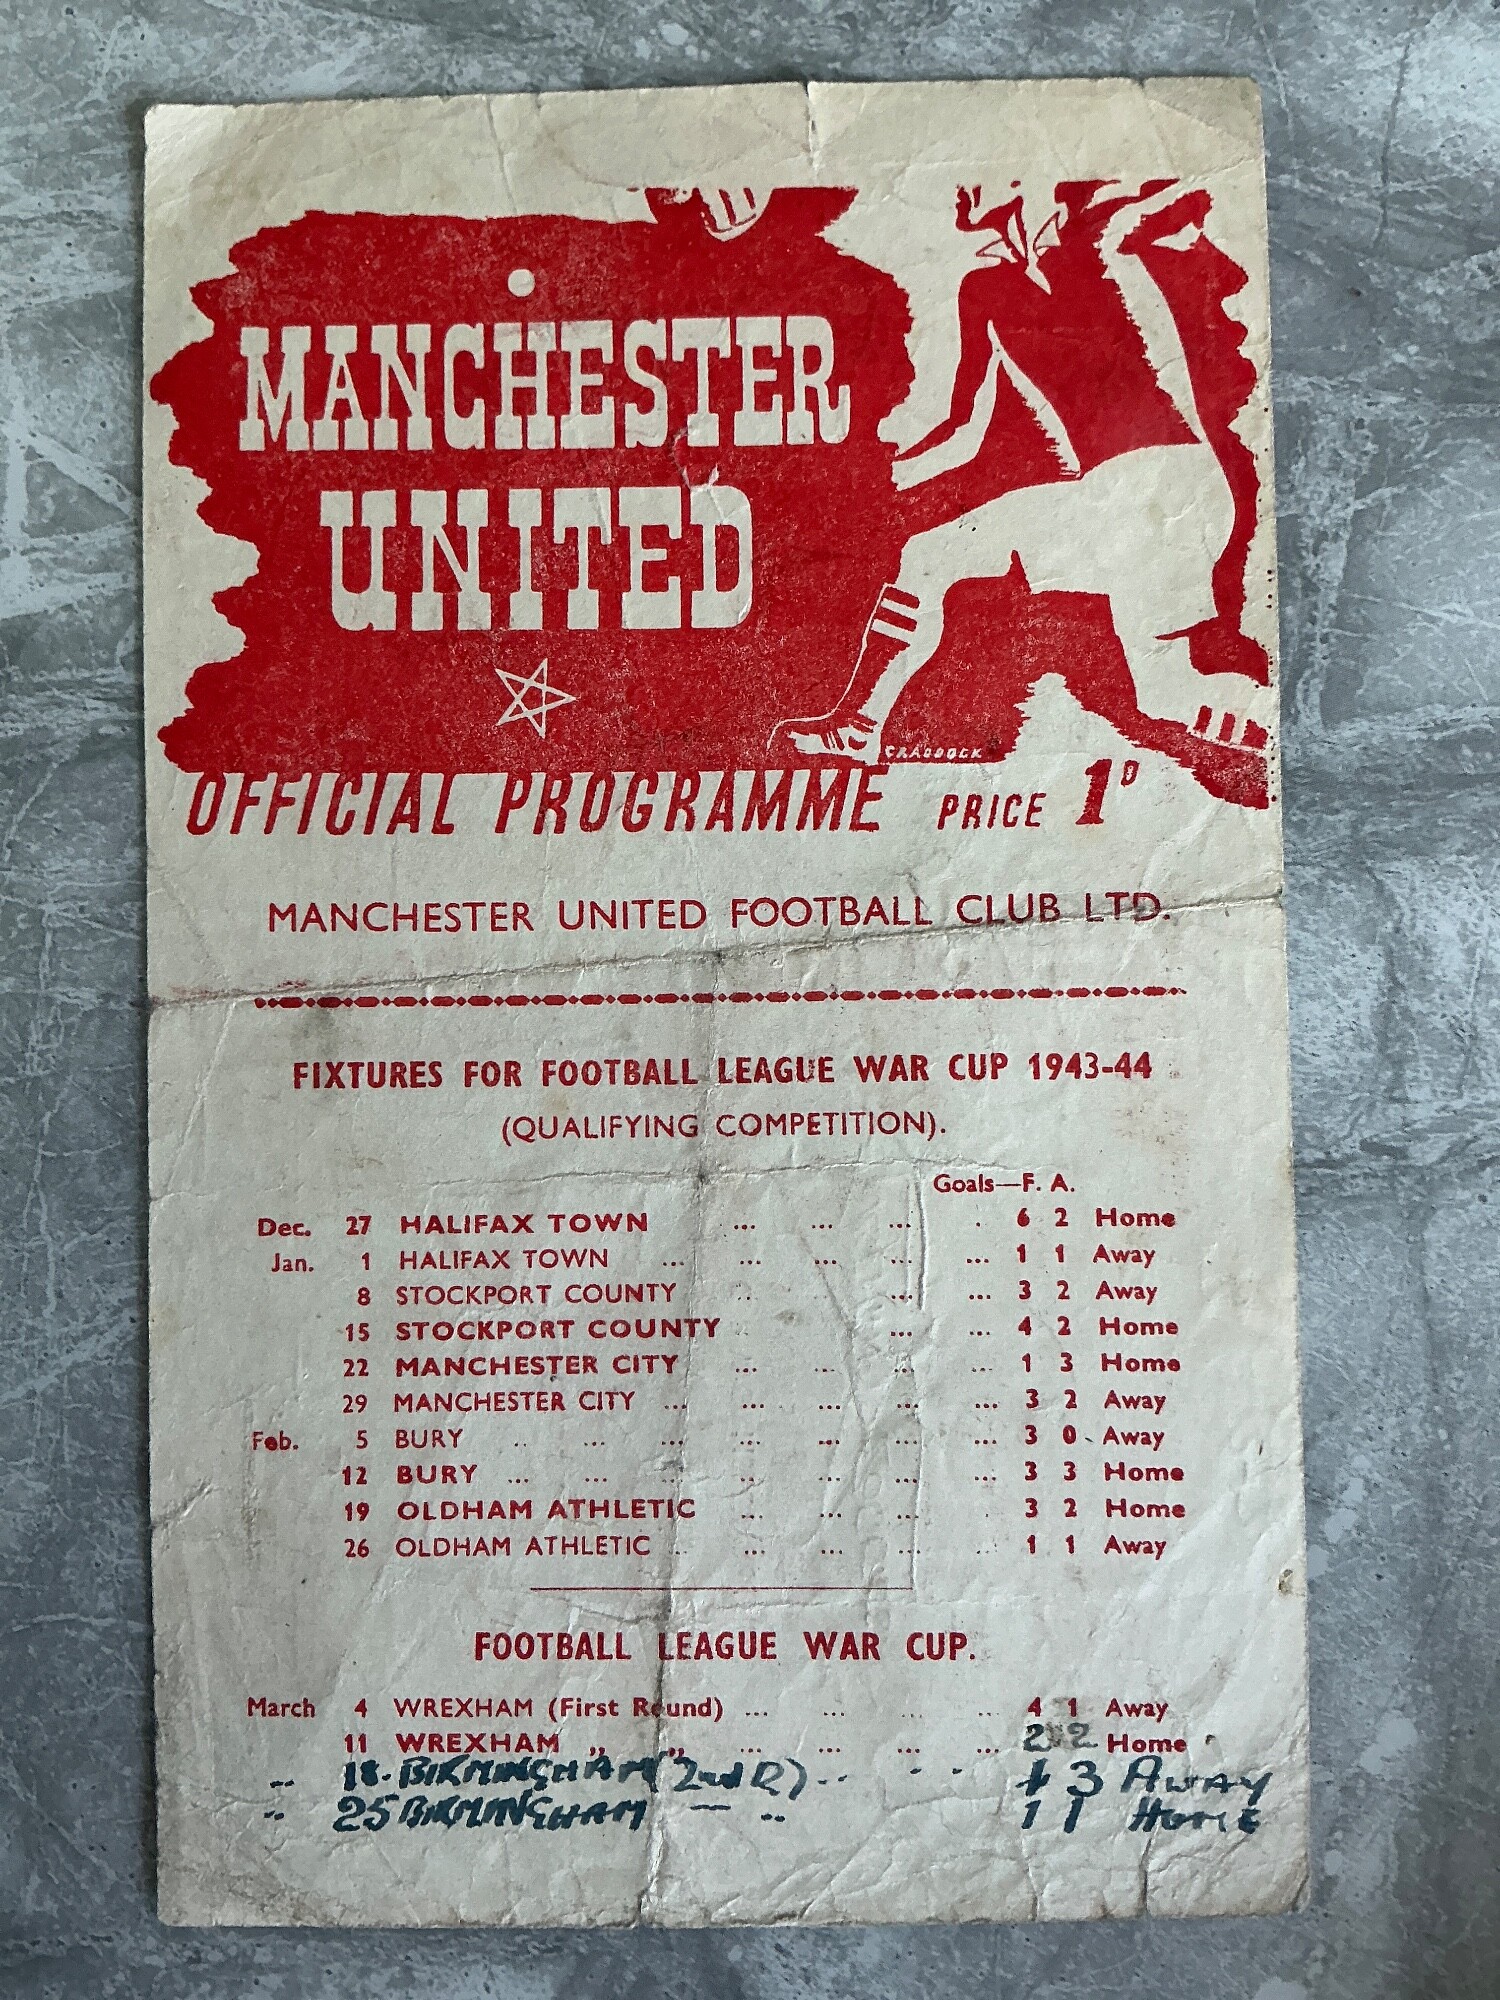 MANCHESTER
UNITED
CRADDOCK
OFFICIAL PROGRAMME PRICE 1D
MANCHESTER UNITED FOOTBALL CLUB LTD.
FIXTURES FOR FOOTBALL LEAGUE WAR CUP 1943-44
(QUALIFYING COMPETITION).
Goals—F. A.
Dec. 27 HALIFAX TOWN ... ... ... . 6 2 Home
Jan. 1 HALIFAX TOWN ... ... ... ... ... 1 1 Away
8 STOCKPORT COUNTY .. ... ... 3 2 Away
15 STOCKPORT COUNTY .. ... ... 4 2 Home
22 MANCHESTER CITY ... ... ... ... 1 3 Home
29 MANCHESTER CITY ... ... ... ... ... 3 2 Away
Feb. 5 BURY .. ... ... ... ... ... ... 3 0 Away
12 BURY ... ... ... ... ... ... ... 3 3 Home
19 OLDHAM ATHLETIC ... ... ... . 3 2 Home
26 OLDHAM ATHLETIC .. ... ... ... ... 1 1 Away
FOOTBALL LEAGUE WAR CUP.
March 4 WREXHAM (First Round) ... ... ... ... 4 1 Away
11 WREXHAM „ „ ... ... ... ... 2 2 Home
„ 18. BIRMINGHAM (2nd R) .. .. - 3 AWAY
„ 25 BIRMINGHAM — „ 1 1 HOME